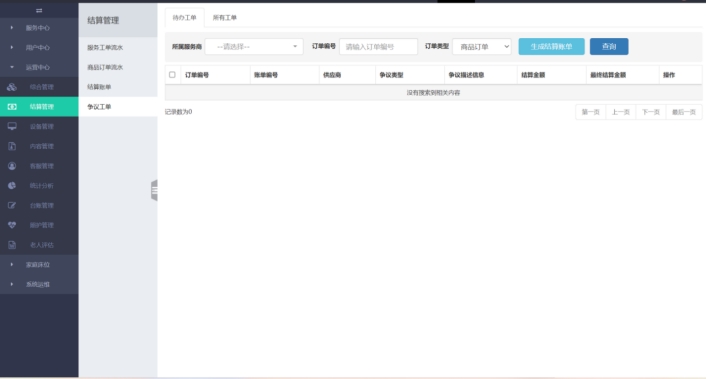 服务中心
用户中心
运营中心
综合管理
结算管理
运营管理
内容管理
客服管理
统计分析
台账管理
维护管理
老人评估
家庭床位
系统运维
结算管理
服务工单流水
商品订单流水
结算账单
争议工单
待办工单 所有工单
所属服务商 --请选择-- 订单编号 请输入订单编号 订单类型 商品订单 生成结算账单 查询
订单编号 账单编号 供应商 争议类型 争议描述信息 结算金额 最终结算金额 操作
没有搜索到相关内容
记录数为0 第一页 上一页 下一页 最后一页